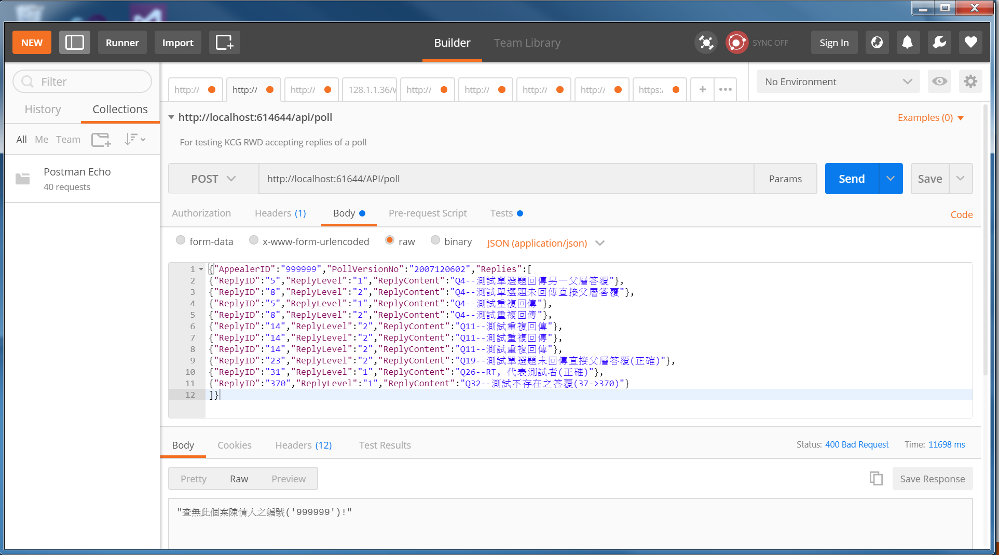 NEW Runner Import Builder Team Library SYNC OFF Sign In
Filter
http:// http:// http:// 128.1.1.36/w http:// http:// http:// http:// https: + ••• No Environment
History Collections
http://localhost:614644/api/poll Examples (0)
All Me Team
For testing KCG RWD accepting replies of a poll
Postman Echo
40 requests
POST http://localhost:61644/API/poll Params Send Save
Authorization Headers (1) Body Pre-request Script Tests Code
form-data x-www-form-urlencoded raw binary JSON (application/json)
1 {"AppealerID":"999999","PollVersionNo":"2007120602","Replies":[
2 {"ReplyID":"5","ReplyLevel":"1","ReplyContent":"Q4--測試單選題回傳另一父層答覆"},
3 {"ReplyID":"8","ReplyLevel":"2","ReplyContent":"Q4--測試單選題未回傳直接父層答覆"},
4 {"ReplyID":"5","ReplyLevel":"1","ReplyContent":"Q4--測試重複回傳"},
5 {"ReplyID":"8","ReplyLevel":"2","ReplyContent":"Q4--測試重複回傳"},
6 {"ReplyID":"14","ReplyLevel":"2","ReplyContent":"Q11--測試重複回傳"},
7 {"ReplyID":"14","ReplyLevel":"2","ReplyContent":"Q11--測試重複回傳"},
8 {"ReplyID":"14","ReplyLevel":"2","ReplyContent":"Q11--測試重複回傳"},
9 {"ReplyID":"23","ReplyLevel":"2","ReplyContent":"Q19--測試單選題未回傳直接父層答覆(正確)"},
10 {"ReplyID":"31","ReplyLevel":"1","ReplyContent":"Q26--RT, 代表測試者(正確)"},
11 {"ReplyID":"370","ReplyLevel":"1","ReplyContent":"Q32--測試不存在之答覆(37->370)"}
12 ]}
Body Cookies Headers (12) Test Results Status: 400 Bad Request Time: 11698 ms
Pretty Raw Preview Save Response
"查無此個案陳情人之編號('999999')!"